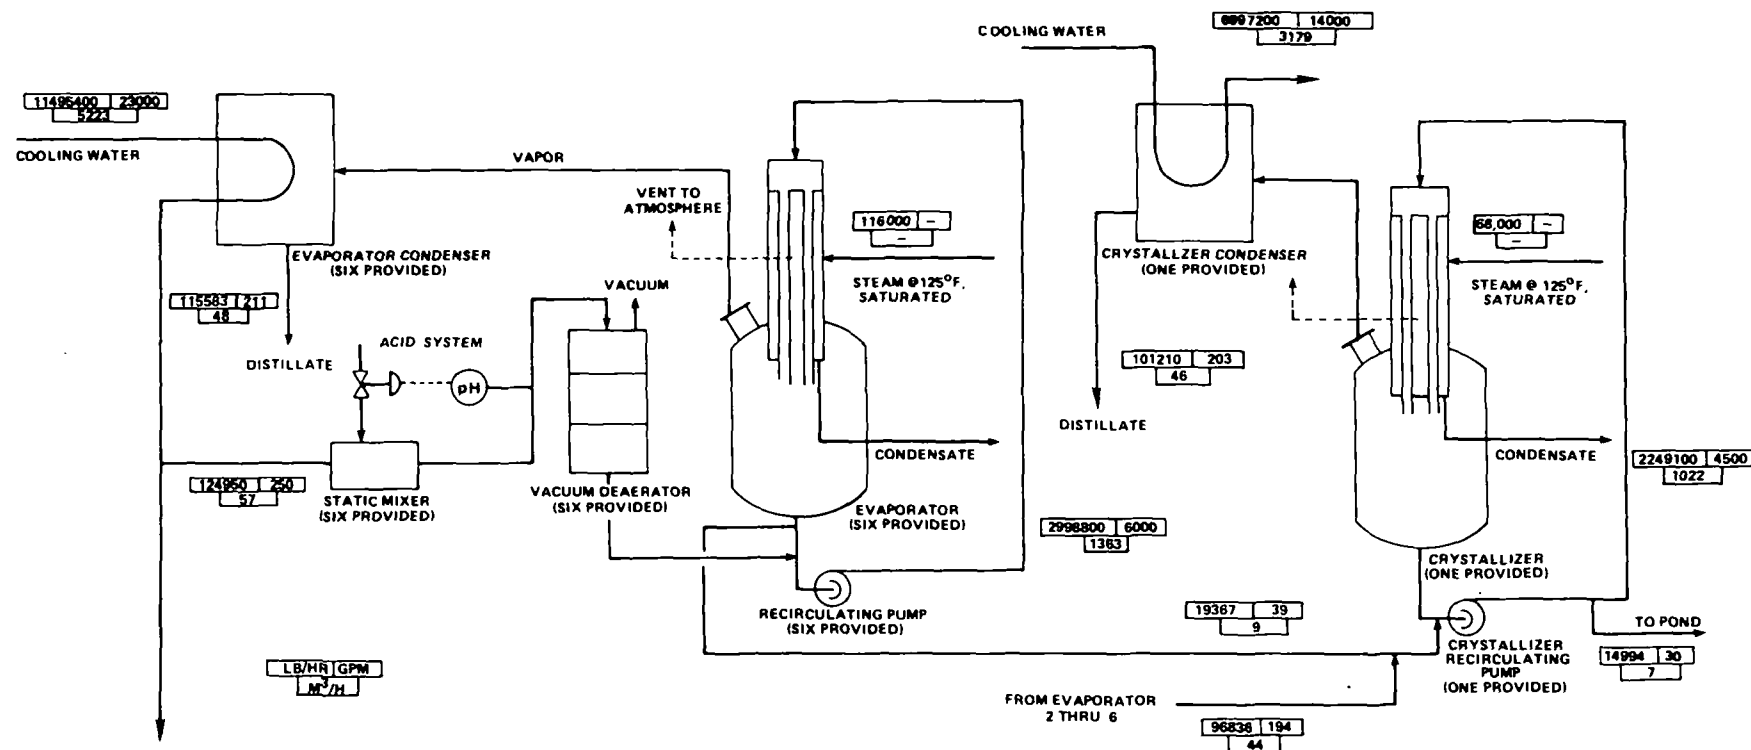 COOLING WATER
6997200 14000
3179
11495400 23000
5223
COOLING WATER
VAPOR
VENT TO
ATMOSPHERE
116000 –
–
STEAM @ 125°F,
SATURATED
EVAPORATOR CONDENSER
(SIX PROVIDED)
CRYSTALLZER CONDENSER
(ONE PROVIDED)
68,000 –
–
STEAM @ 125°F,
SATURATED
115583 211
48
DISTILLATE
ACID SYSTEM
pH
VACUUM
101210 203
46
DISTILLATE
CONDENSATE
CONDENSATE
2249100 4500
1022
124950 250
57
STATIC MIXER
(SIX PROVIDED)
VACUUM DEAERATOR
(SIX PROVIDED)
EVAPORATOR
(SIX PROVIDED)
2998800 6000
1363
CRYSTALLIZER
(ONE PROVIDED)
RECIRCULATING PUMP
(SIX PROVIDED)
19367 39
9
TO POND
14994 30
7
CRYSTALLIZER
RECIRCULATING
PUMP
(ONE PROVIDED)
LB/HR GPM
M³/H
FROM EVAPORATOR
2 THRU 6
96836 194
44